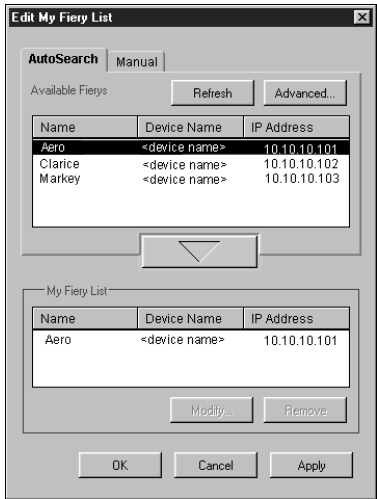 Edit My Fiery List
AutoSearch Manual
Available Fierys Refresh Advanced...
Name Device Name IP Address
Aero <device name> 10.10.10.101
Clarice <device name> 10.10.10.102
Markey <device name> 10.10.10.103
My Fiery List
Name Device Name IP Address
Aero <device name> 10.10.10.101
Modify... Remove
OK Cancel Apply